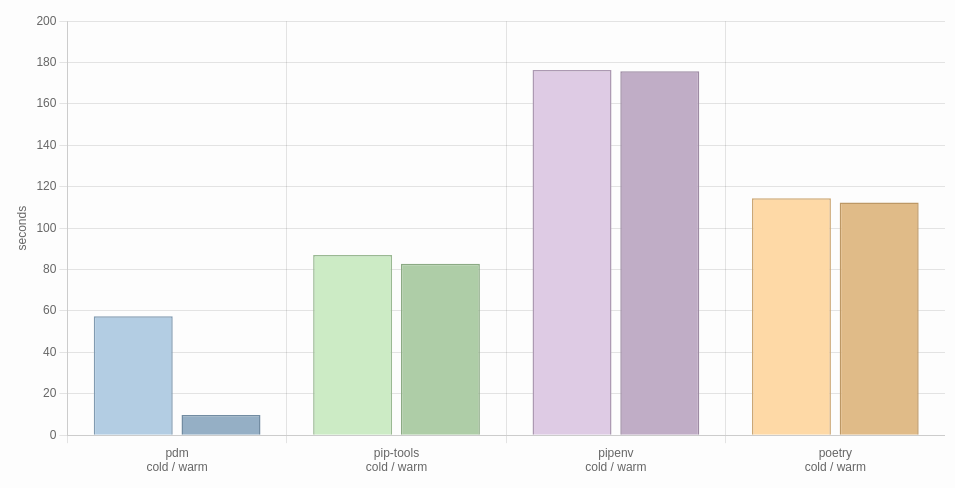 200
180
160
140
120
100
80
60
40
20
0
seconds
pdm
cold / warm
pip-tools
cold / warm
pipenv
cold / warm
poetry
cold / warm